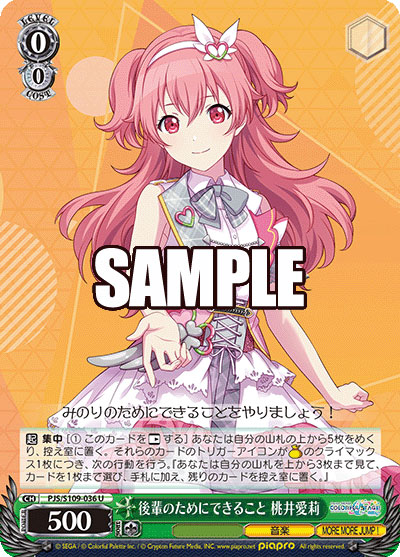 LEVEL
0
0
COST
SAMPLE
みのりのためにできることをやりましょう!
起 集中 [① このカードを する] あなたは自分の山札の上から5枚をめく
り、控え室に置く。それらのカードのトリガーアイコンが のクライマック
ス1枚につき、次の行動を行う。『あなたは自分の山札の上から3枚まで見て、
カードを1枚まで選び、手札に加え、残りのカードを控え室に置く。』
CH PJS/S109-036 U
POWER
500
後輩のためにできること 桃井愛莉
COLORFUL STAGE!
音楽
MORE MORE JUMP!
© SEGA / © Colorful Palette Inc. / © Crypton Future Media, INC. www.piapro.net piapro